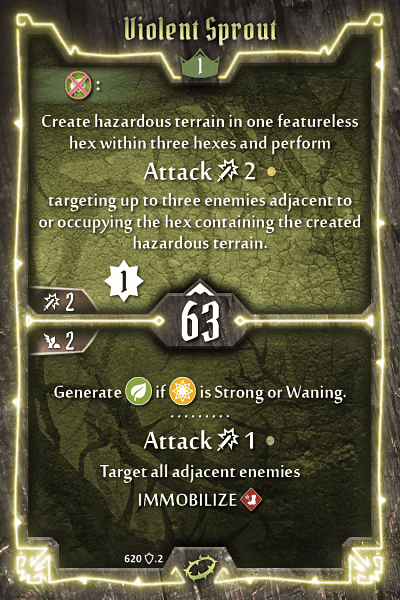 Violent Sprout
1
:
Create hazardous terrain in one featureless
hex within three hexes and perform
Attack 2
targeting up to three enemies adjacent to
or occupying the hex containing the created
hazardous terrain.
1
2
63
2
Generate if is Strong or Waning.
Attack 1
Target all adjacent enemies
IMMOBILIZE
620 .2